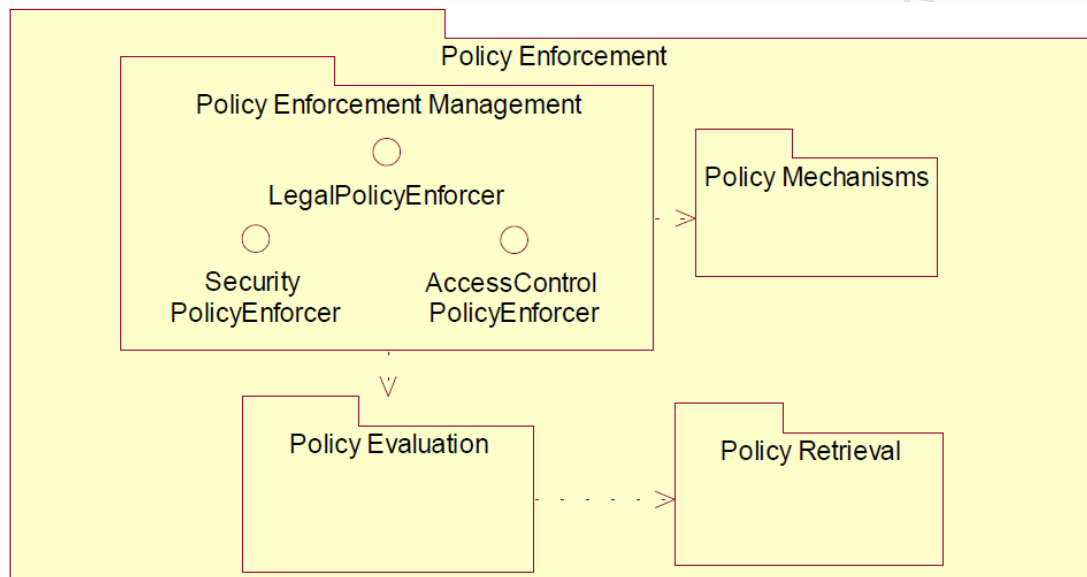 Policy Enforcement
Policy Enforcement Management
LegalPolicyEnforcer
Security
PolicyEnforcer
AccessControl
PolicyEnforcer
Policy Mechanisms
Policy Evaluation
Policy Retrieval